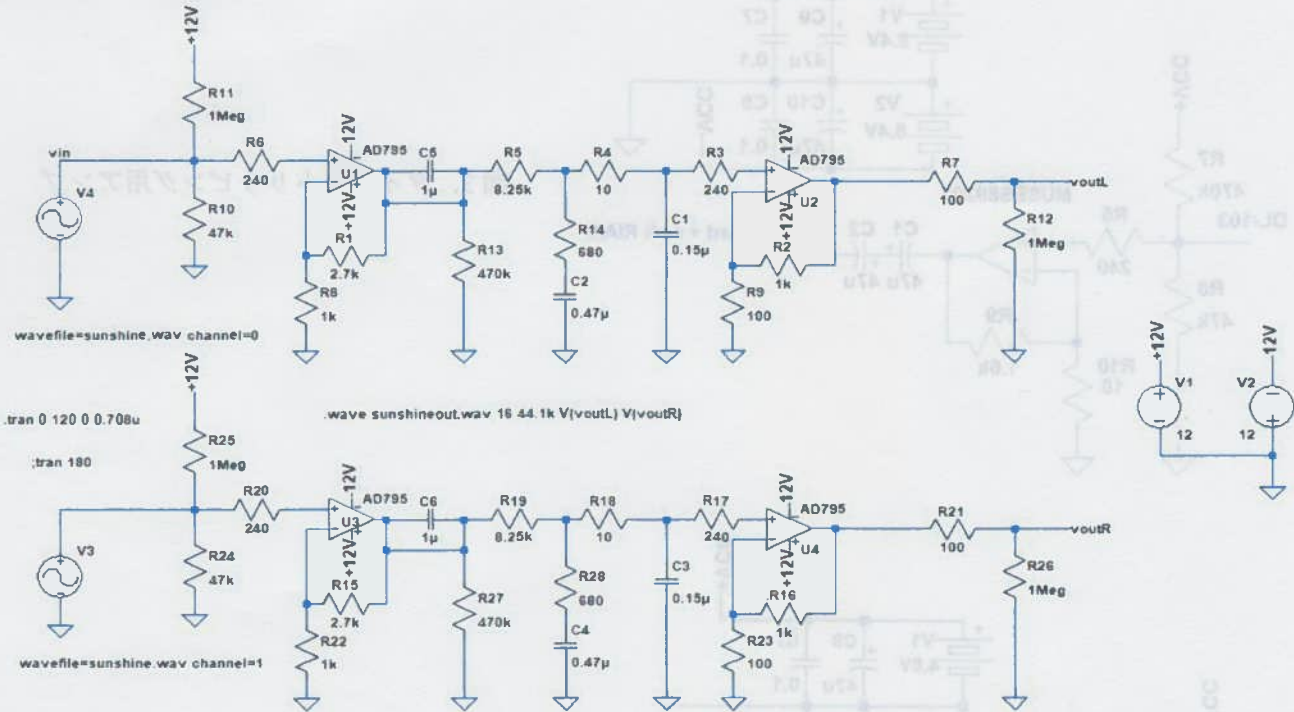 +12V
R11
1Meg
vin
R6
240
V4
R10
47k
12V
AD795
U1
+12V
C5
1µ
R5
8.25k
R4
10
R3
240
12V
AD795
U2
+12V
R7
100
voutL
R1
2.7k
R8
1k
R13
470k
R14
680
C2
0.47µ
C1
0.15µ
R2
1k
R9
100
R12
1Meg
wavefile=sunshine.wav channel=0
+12V
V1
12
12V
V2
12
.tran 0 120 0 0.708u
;tran 180
.wave sunshineout.wav 16 44.1k V(voutL) V(voutR)
+12V
R25
1Meg
R20
240
V3
R24
47k
12V
AD795
U3
+12V
C6
1µ
R19
8.25k
R18
10
R17
240
12V
AD795
U4
+12V
R21
100
voutR
R15
2.7k
R22
1k
R27
470k
R28
680
C4
0.47µ
C3
0.15µ
R16
1k
R23
100
R26
1Meg
wavefile=sunshine.wav channel=1